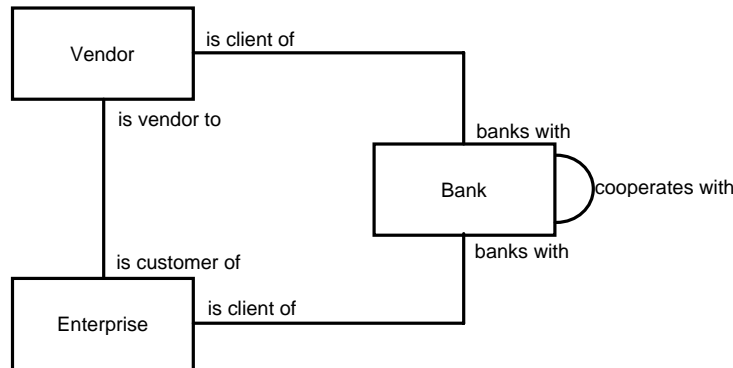 is client of
Vendor
is vendor to
banks with
Bank
cooperates with
banks with
is customer of
is client of
Enterprise